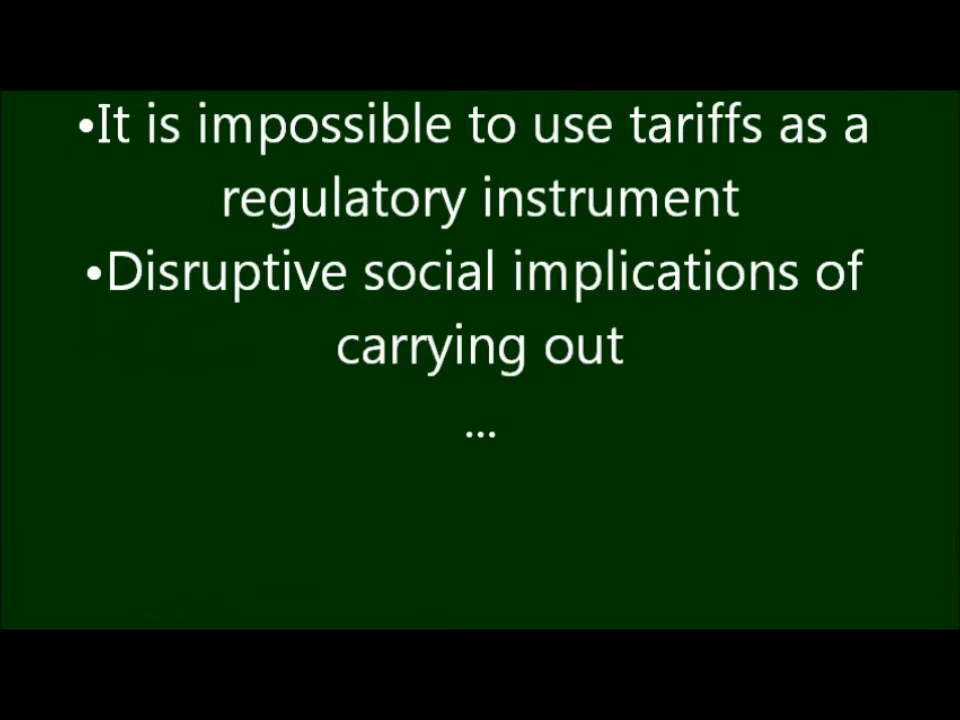 •It is impossible to use tariffs as a
regulatory instrument
•Disruptive social implications of
carrying out
...